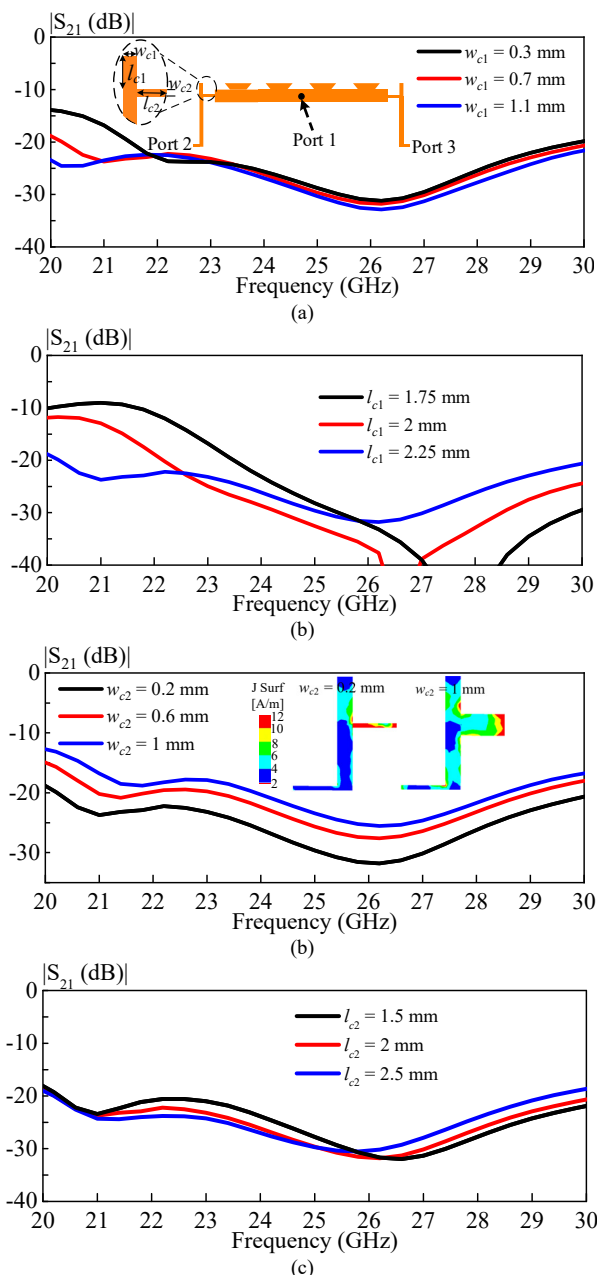 |S21 (dB)|
0
-10
-20
-30
-40
wc1
lc1
wc2
lc2
Port 2
Port 1
Port 3
wc1 = 0.3 mm
wc1 = 0.7 mm
wc1 = 1.1 mm
20 21 22 23 24 25 26 27 28 29 30
Frequency (GHz)
(a)
|S21 (dB)|
0
-10
-20
-30
-40
lc1 = 1.75 mm
lc1 = 2 mm
lc1 = 2.25 mm
20 21 22 23 24 25 26 27 28 29 30
Frequency (GHz)
(b)
|S21 (dB)|
0
-10
-20
-30
wc2 = 0.2 mm
wc2 = 0.6 mm
wc2 = 1 mm
J Surf
[A/m]
12
10
8
6
4
2
wc2 = 0.2 mm
wc2 = 1 mm
20 21 22 23 24 25 26 27 28 29 30
Frequency (GHz)
(b)
|S21 (dB)|
0
-10
-20
-30
-40
lc2 = 1.5 mm
lc2 = 2 mm
lc2 = 2.5 mm
20 21 22 23 24 25 26 27 28 29 30
Frequency (GHz)
(c)